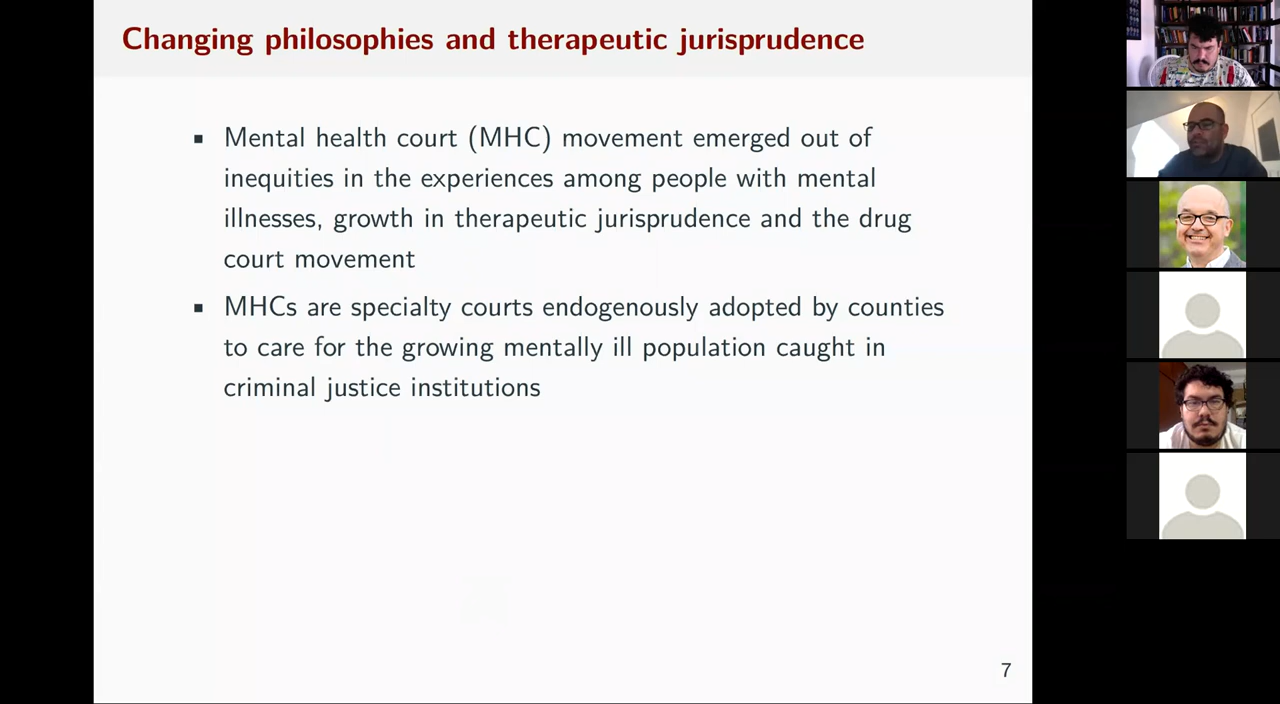 Changing philosophies and therapeutic jurisprudence
Mental health court (MHC) movement emerged out of
inequities in the experiences among people with mental
illnesses, growth in therapeutic jurisprudence and the drug
court movement
MHCs are specialty courts endogenously adopted by counties
to care for the growing mentally ill population caught in
criminal justice institutions
7